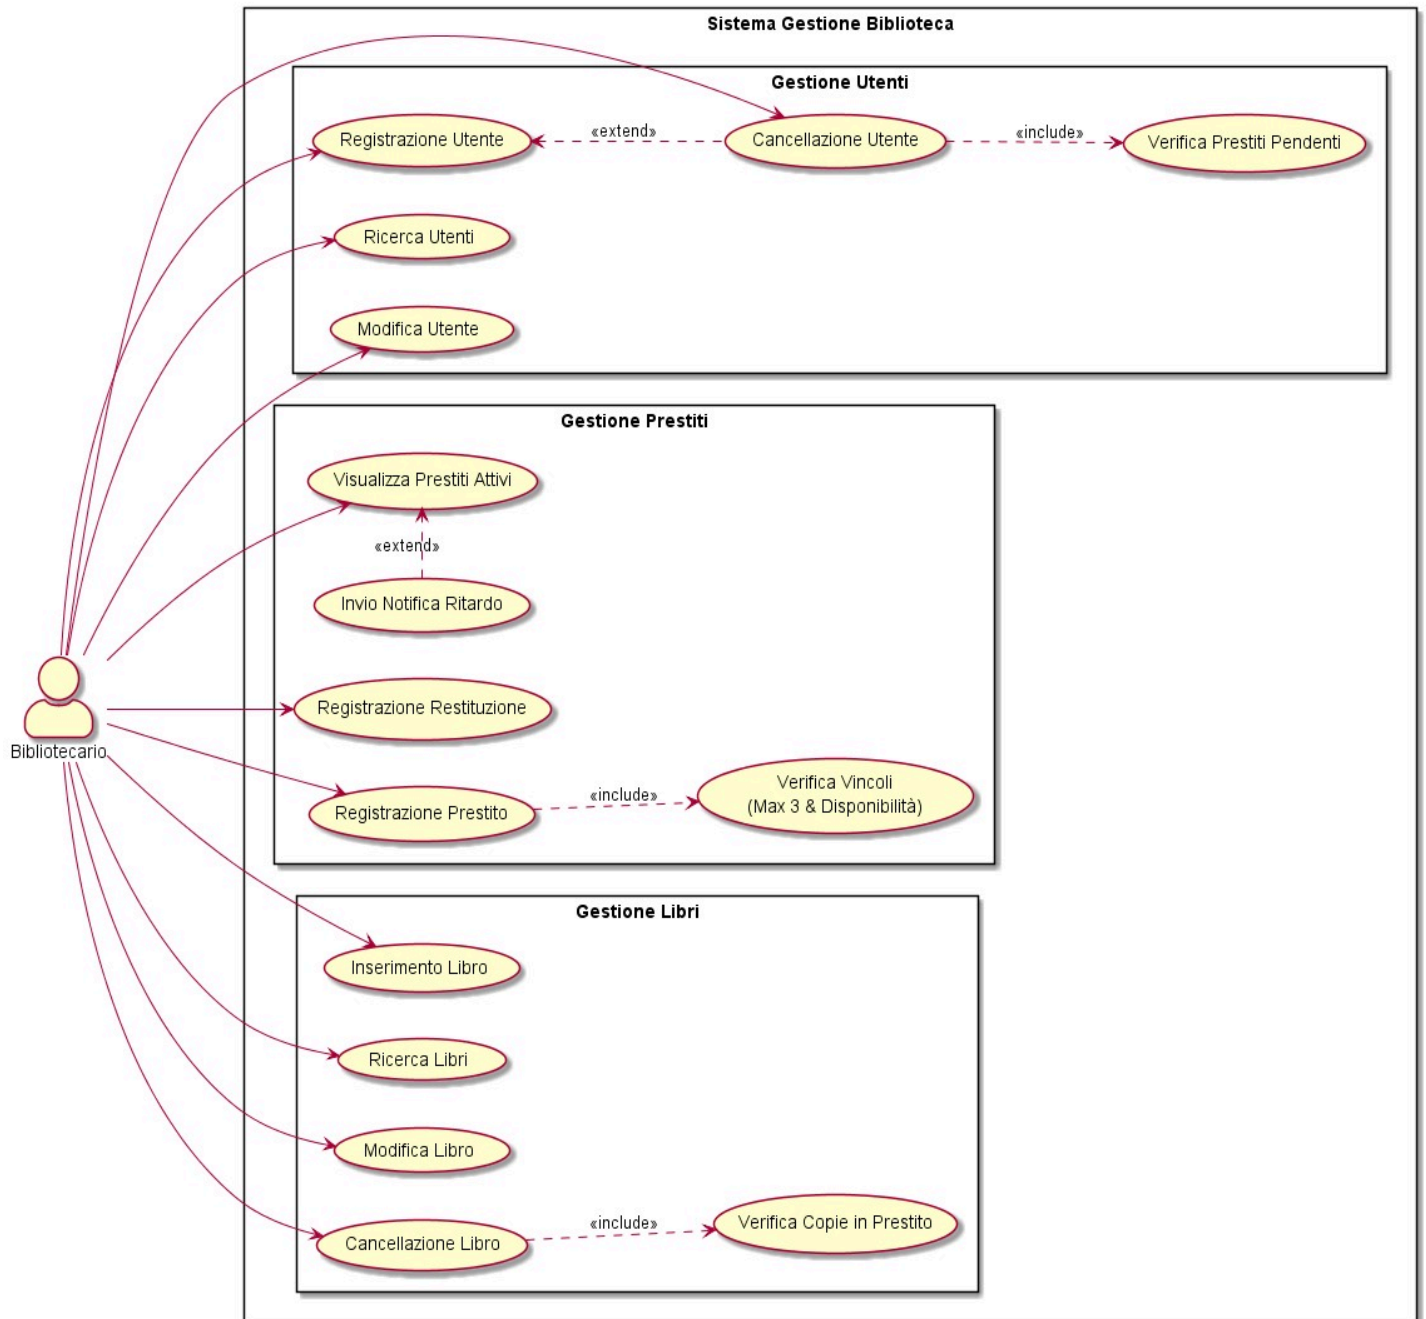 Sistema Gestione Biblioteca
Gestione Utenti
Registrazione Utente
«extend»
Cancellazione Utente
«include»
Verifica Prestiti Pendenti
Ricerca Utenti
Modifica Utente
Gestione Prestiti
Visualizza Prestiti Attivi
«extend»
Invio Notifica Ritardo
Registrazione Restituzione
Bibliotecario
Registrazione Prestito
«include»
Verifica Vincoli
(Max 3 & Disponibilità)
Gestione Libri
Inserimento Libro
Ricerca Libri
Modifica Libro
Cancellazione Libro
«include»
Verifica Copie in Prestito